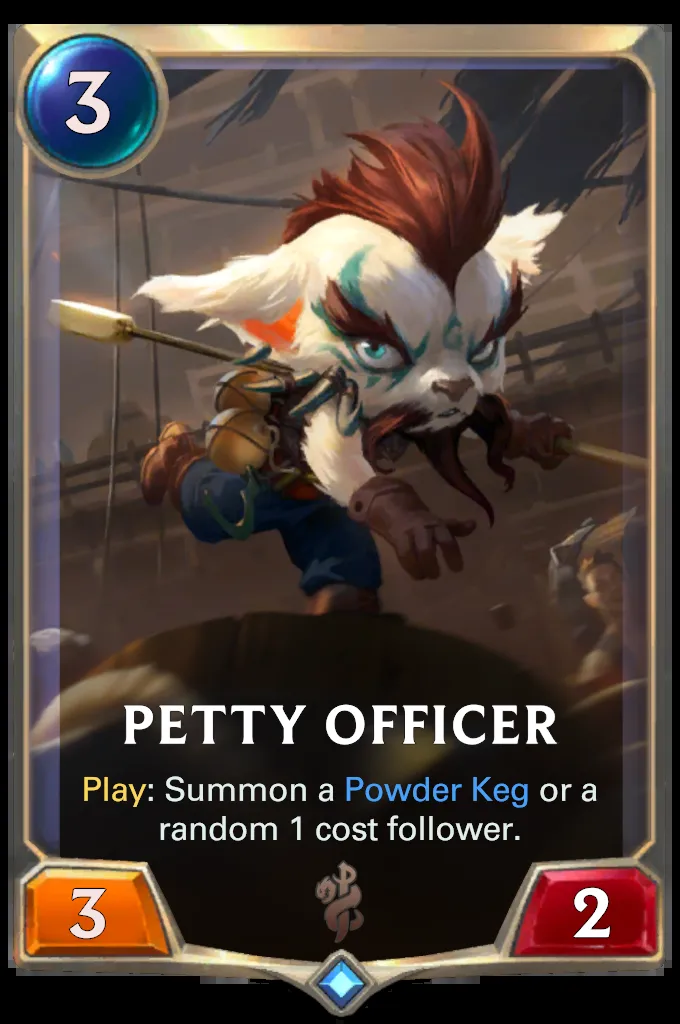 3
PETTY OFFICER
Play: Summon a Powder Keg or a
random 1 cost follower.
3
2